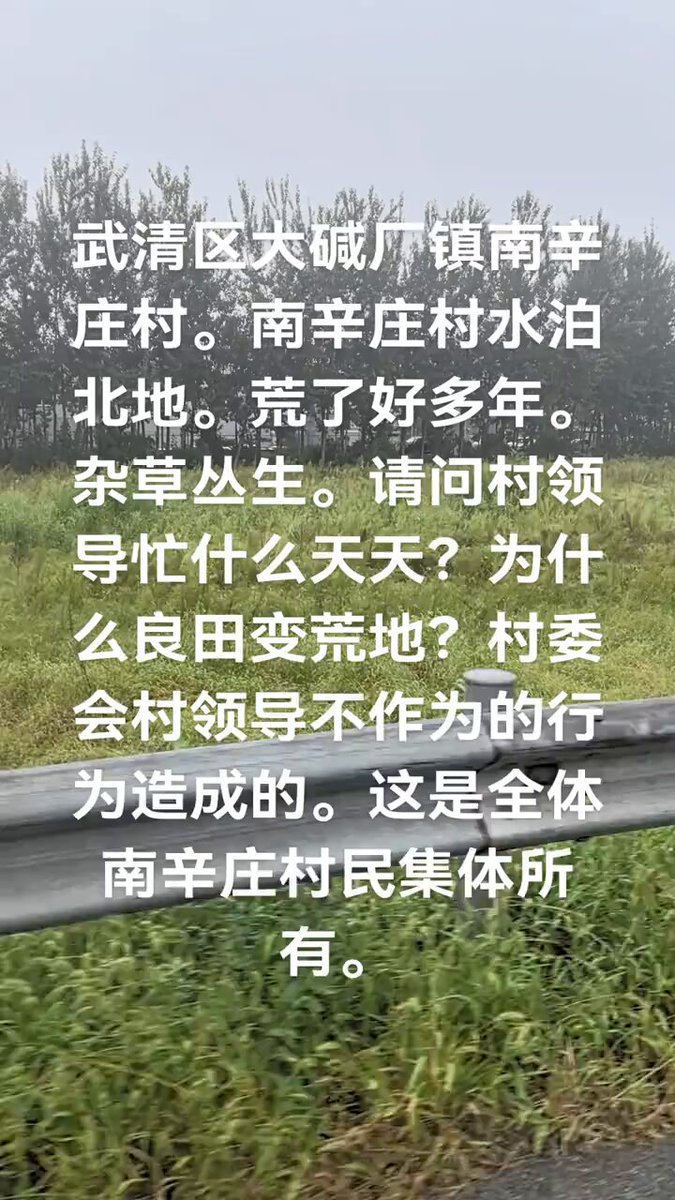 武清区大碱厂镇南辛
庄村。南辛庄村水泊
北地。荒了好多年。
杂草丛生。请问村领
导忙什么天天？为什
么良田变荒地？村委
会村领导不作为的行
为造成的。这是全体
南辛庄村民集体所
有。